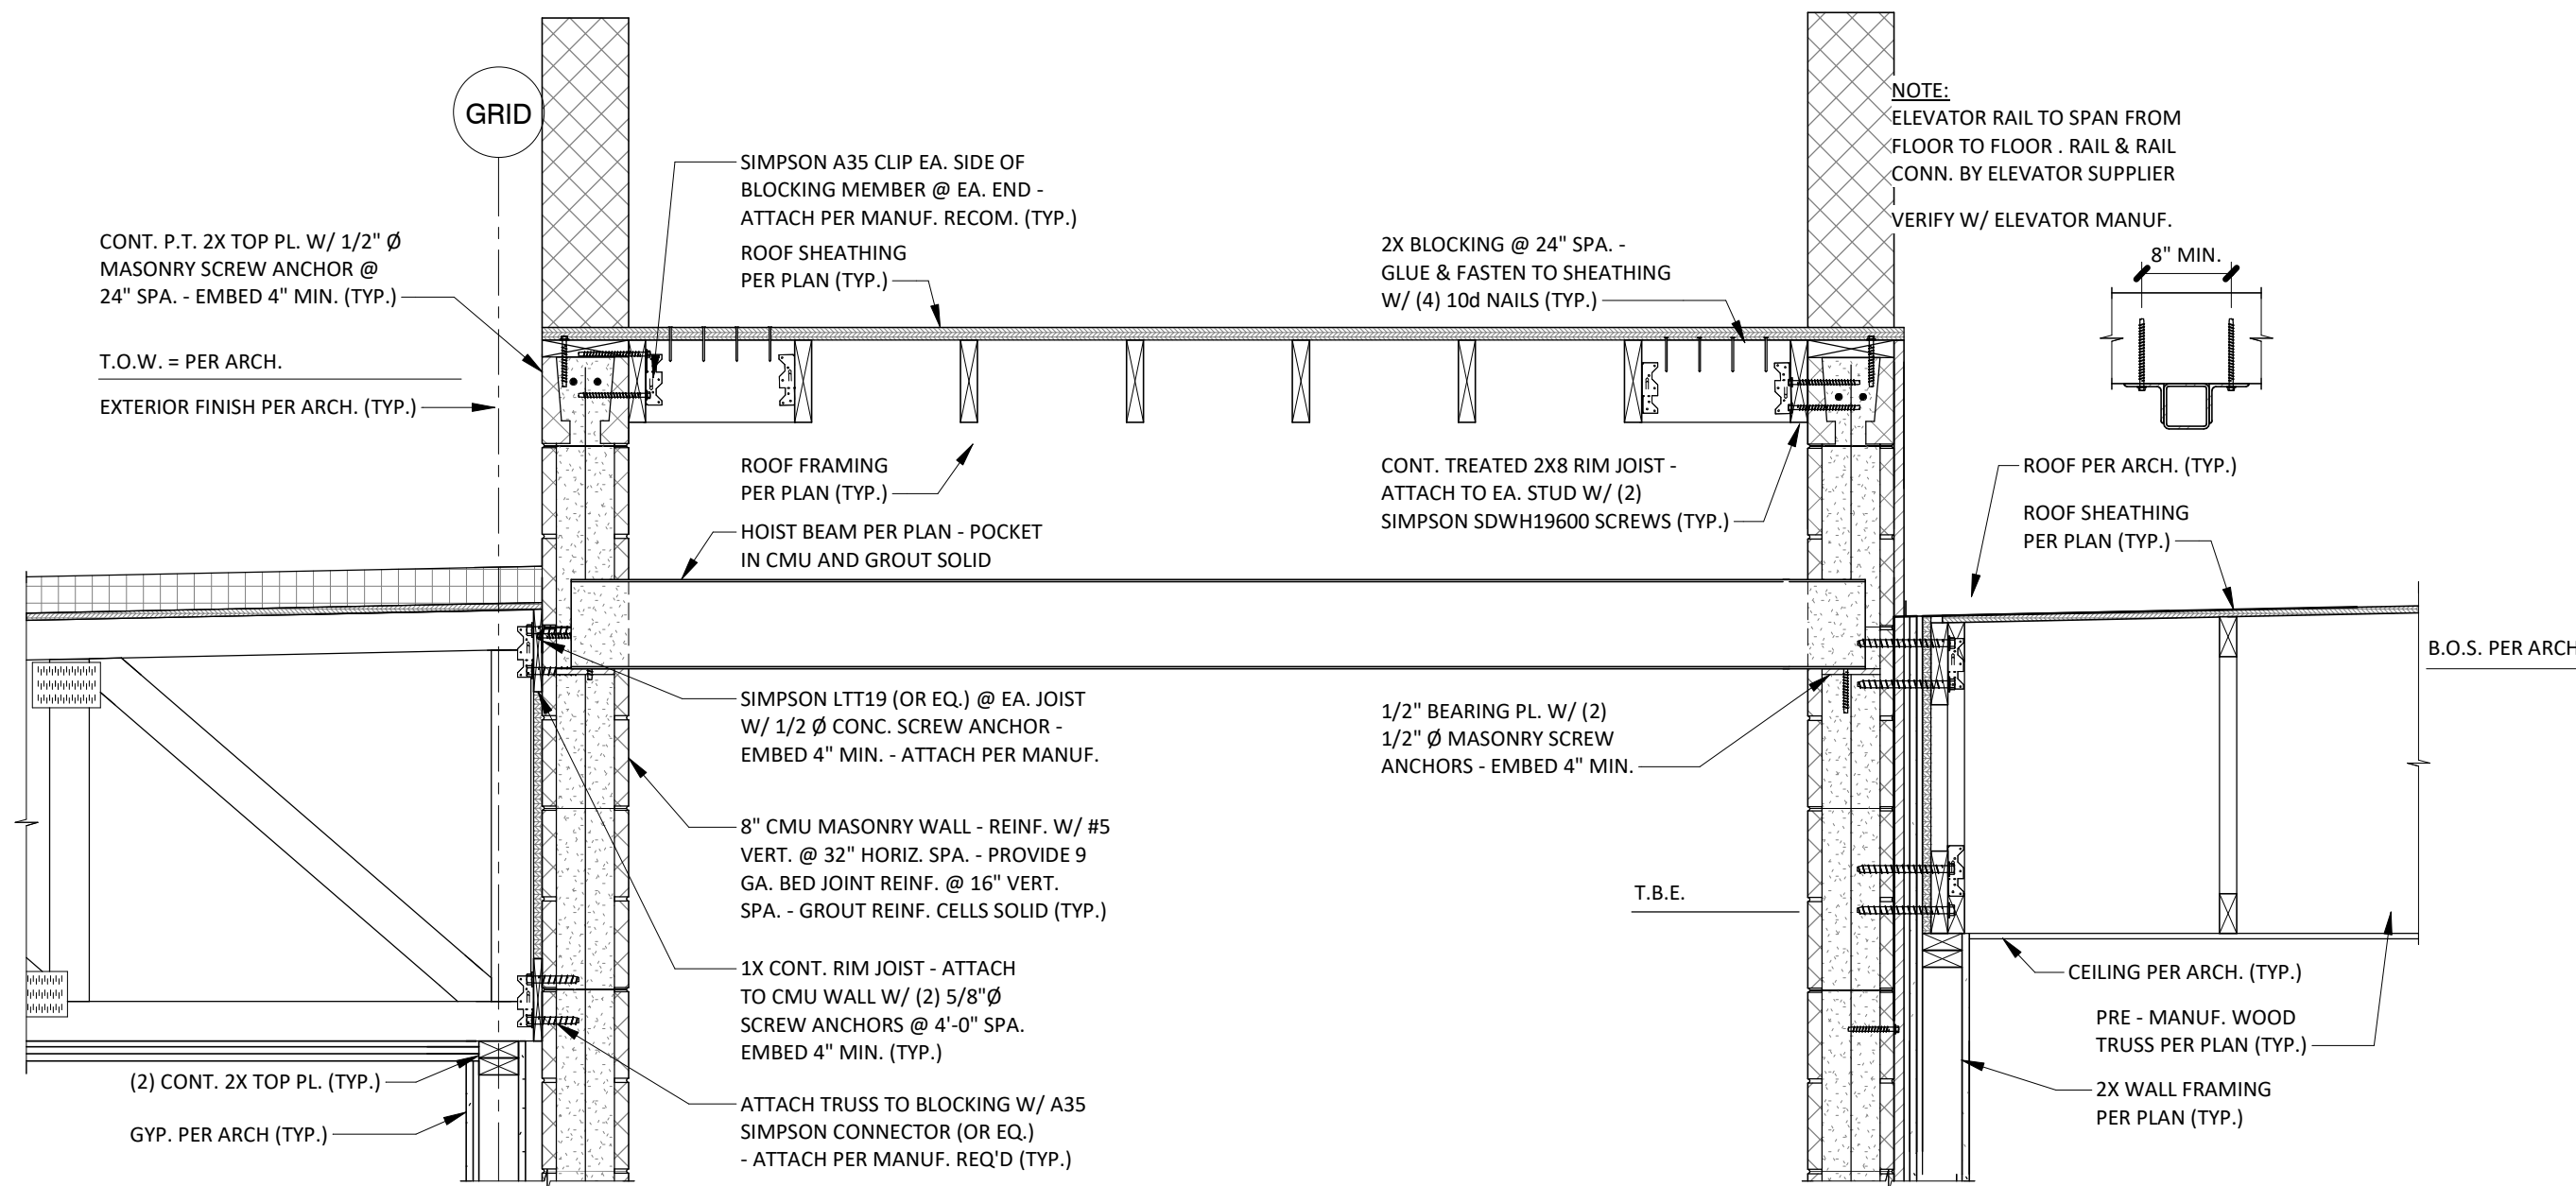 GRID
CONT. P.T. 2X TOP PL. W/ 1/2" Ø
MASONRY SCREW ANCHOR @
24" SPA. - EMBED 4" MIN. (TYP.)
T.O.W. = PER ARCH.
EXTERIOR FINISH PER ARCH. (TYP.)
SIMPSON A35 CLIP EA. SIDE OF
BLOCKING MEMBER @ EA. END -
ATTACH PER MANUF. RECOM. (TYP.)
ROOF SHEATHING
PER PLAN (TYP.)
2X BLOCKING @ 24" SPA. -
GLUE & FASTEN TO SHEATHING
W/ (4) 10d NAILS (TYP.)
NOTE:
ELEVATOR RAIL TO SPAN FROM
FLOOR TO FLOOR . RAIL & RAIL
CONN. BY ELEVATOR SUPPLIER
VERIFY W/ ELEVATOR MANUF.
8" MIN.
ROOF FRAMING
PER PLAN (TYP.)
HOIST BEAM PER PLAN - POCKET
IN CMU AND GROUT SOLID
CONT. TREATED 2X8 RIM JOIST -
ATTACH TO EA. STUD W/ (2)
SIMPSON SDWH19600 SCREWS (TYP.)
ROOF PER ARCH. (TYP.)
ROOF SHEATHING
PER PLAN (TYP.)
B.O.S. PER ARCH
SIMPSON LTT19 (OR EQ.) @ EA. JOIST
W/ 1/2 Ø CONC. SCREW ANCHOR -
EMBED 4" MIN. - ATTACH PER MANUF.
1/2" BEARING PL. W/ (2)
1/2" Ø MASONRY SCREW
ANCHORS - EMBED 4" MIN.
8" CMU MASONRY WALL - REINF. W/ #5
VERT. @ 32" HORIZ. SPA. - PROVIDE 9
GA. BED JOINT REINF. @ 16" VERT.
SPA. - GROUT REINF. CELLS SOLID (TYP.)
T.B.E.
1X CONT. RIM JOIST - ATTACH
TO CMU WALL W/ (2) 5/8"Ø
SCREW ANCHORS @ 4'-0" SPA.
EMBED 4" MIN. (TYP.)
CEILING PER ARCH. (TYP.)
PRE - MANUF. WOOD
TRUSS PER PLAN (TYP.)
(2) CONT. 2X TOP PL. (TYP.)
GYP. PER ARCH (TYP.)
ATTACH TRUSS TO BLOCKING W/ A35
SIMPSON CONNECTOR (OR EQ.)
- ATTACH PER MANUF. REQ'D (TYP.)
2X WALL FRAMING
PER PLAN (TYP.)